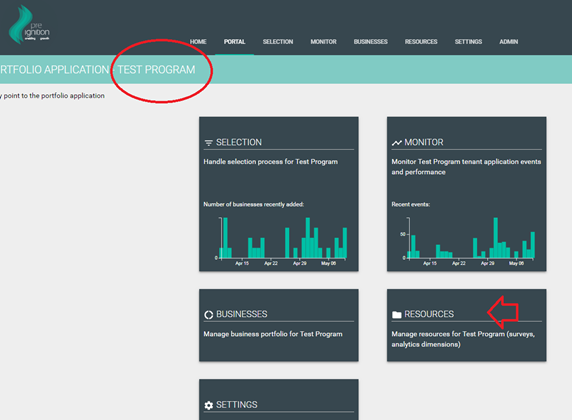 pre
ignition
enabling growth
HOME PORTAL SELECTION MONITOR BUSINESSES RESOURCES SETTINGS ADMIN
RTFOLIO APPLICATION TEST PROGRAM
y point to the portfolio application
SELECTION
Handle selection process for Test Program
Number of businesses recently added:
5
0
Apr 15 Apr 22 Apr 29 May 06
MONITOR
Monitor Test Program tenant application events
and performance
Recent events:
50
0
Apr 15 Apr 22 Apr 29 May 06
BUSINESSES
Manage business portfolio for Test Program
RESOURCES
Manage resources for Test Program (surveys,
analytics dimensions)
SETTINGS